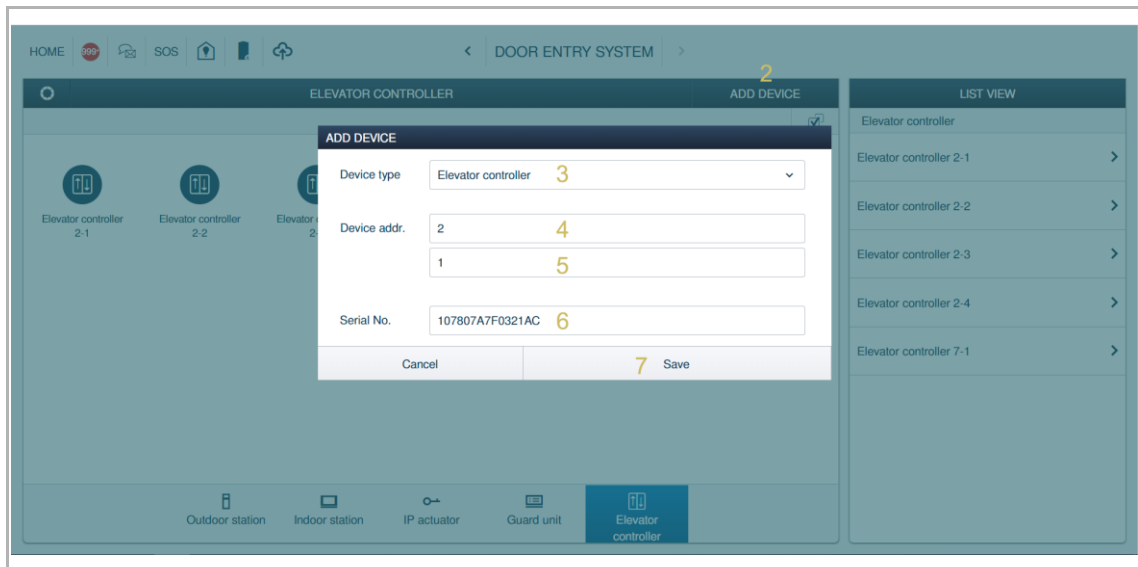 HOME 999+ SOS < DOOR ENTRY SYSTEM >
2
ELEVATOR CONTROLLER ADD DEVICE
LIST VIEW
Elevator controller
Elevator controller 2-1
Elevator controller 2-2
Elevator controller 2-3
Elevator controller 2-4
Elevator controller 7-1
Elevator controller
2-1
Elevator controller
2-2
Elevator
2-
ADD DEVICE
Device type Elevator controller 3
Device addr. 2 4
1 5
Serial No. 107807A7F0321AC 6
Cancel 7 Save
Outdoor station
Indoor station
IP actuator
Guard unit
Elevator
controller